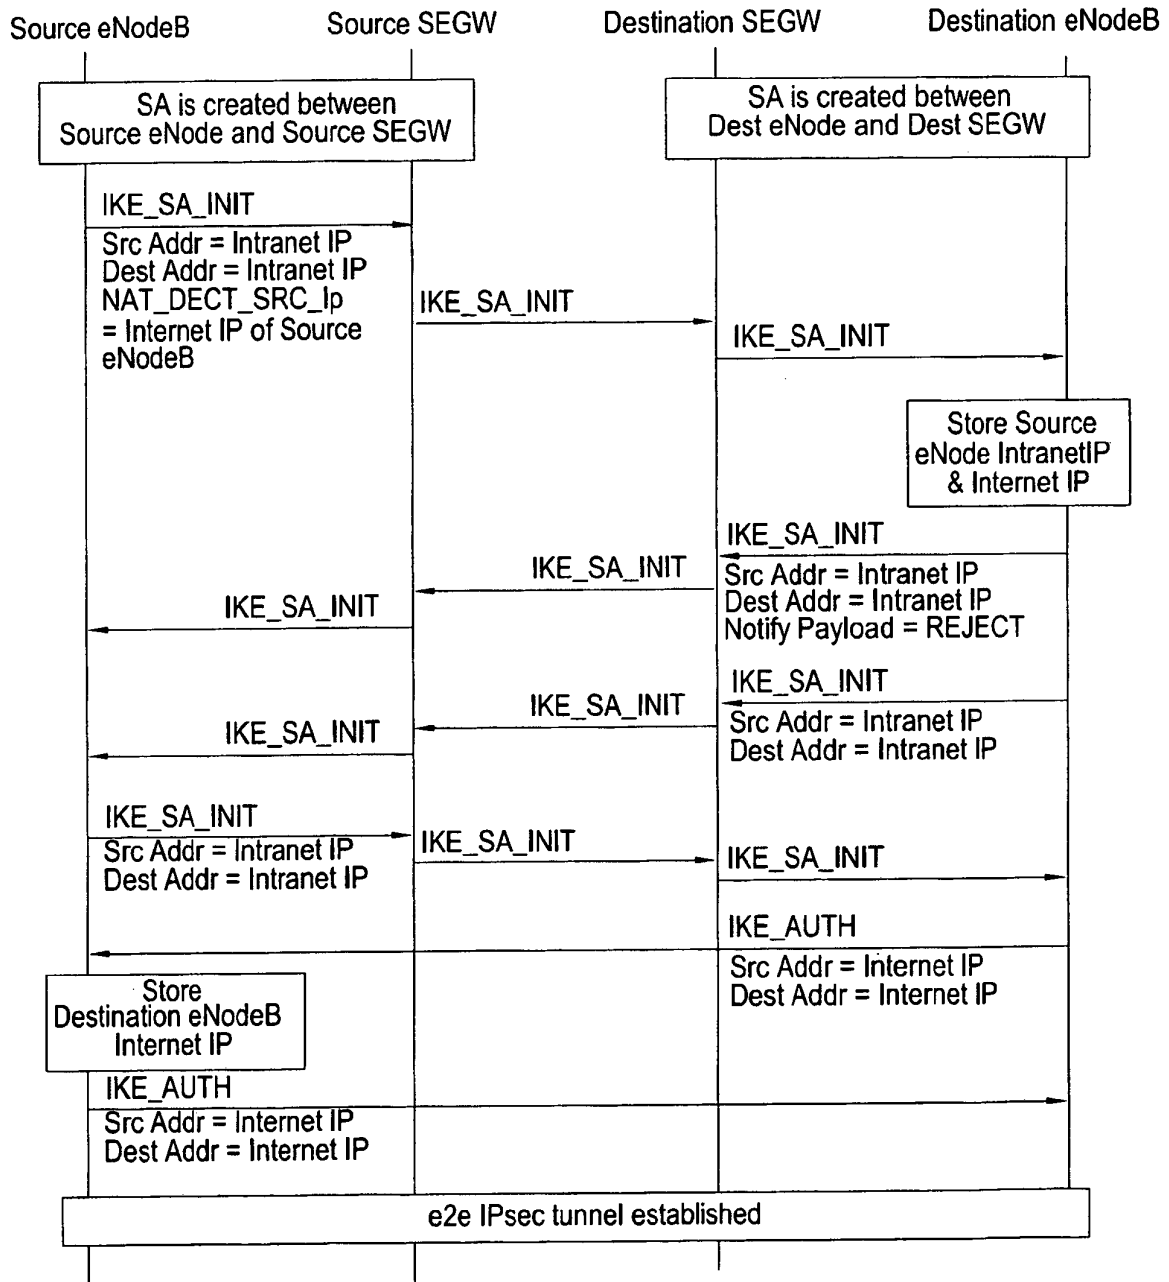 Source eNodeB
Source SEGW
Destination SEGW
Destination eNodeB
SA is created between
Source eNode and Source SEGW
SA is created between
Dest eNode and Dest SEGW
IKE_SA_INIT
Src Addr = Intranet IP
Dest Addr = Intranet IP
NAT_DECT_SRC_Ip
= Internet IP of Source
eNodeB
IKE_SA_INIT
IKE_SA_INIT
Store Source
eNode IntranetIP
& Internet IP
IKE_SA_INIT
Src Addr = Intranet IP
Dest Addr = Intranet IP
Notify Payload = REJECT
IKE_SA_INIT
IKE_SA_INIT
IKE_SA_INIT
Src Addr = Intranet IP
Dest Addr = Intranet IP
IKE_SA_INIT
IKE_SA_INIT
IKE_SA_INIT
Src Addr = Intranet IP
Dest Addr = Intranet IP
IKE_SA_INIT
IKE_SA_INIT
IKE_AUTH
Src Addr = Internet IP
Dest Addr = Internet IP
Store
Destination eNodeB
Internet IP
IKE_AUTH
Src Addr = Internet IP
Dest Addr = Internet IP
e2e IPsec tunnel established